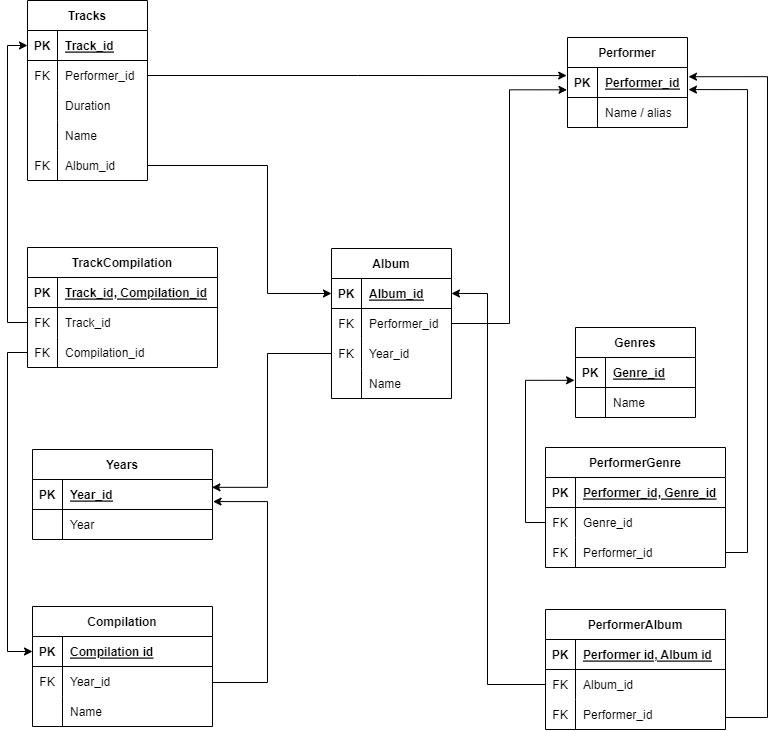 Tracks
PK Track_id
FK Performer_id
Duration
Name
FK Album_id
Performer
PK Performer_id
Name / alias
TrackCompilation
PK Track_id, Compilation_id
FK Track_id
FK Compilation_id
Album
PK Album_id
FK Performer_id
FK Year_id
Name
Genres
PK Genre_id
Name
Years
PK Year_id
Year
PerformerGenre
PK Performer_id, Genre_id
FK Genre_id
FK Performer_id
Compilation
PK Compilation id
FK Year_id
Name
PerformerAlbum
PK Performer id, Album id
FK Album_id
FK Performer_id